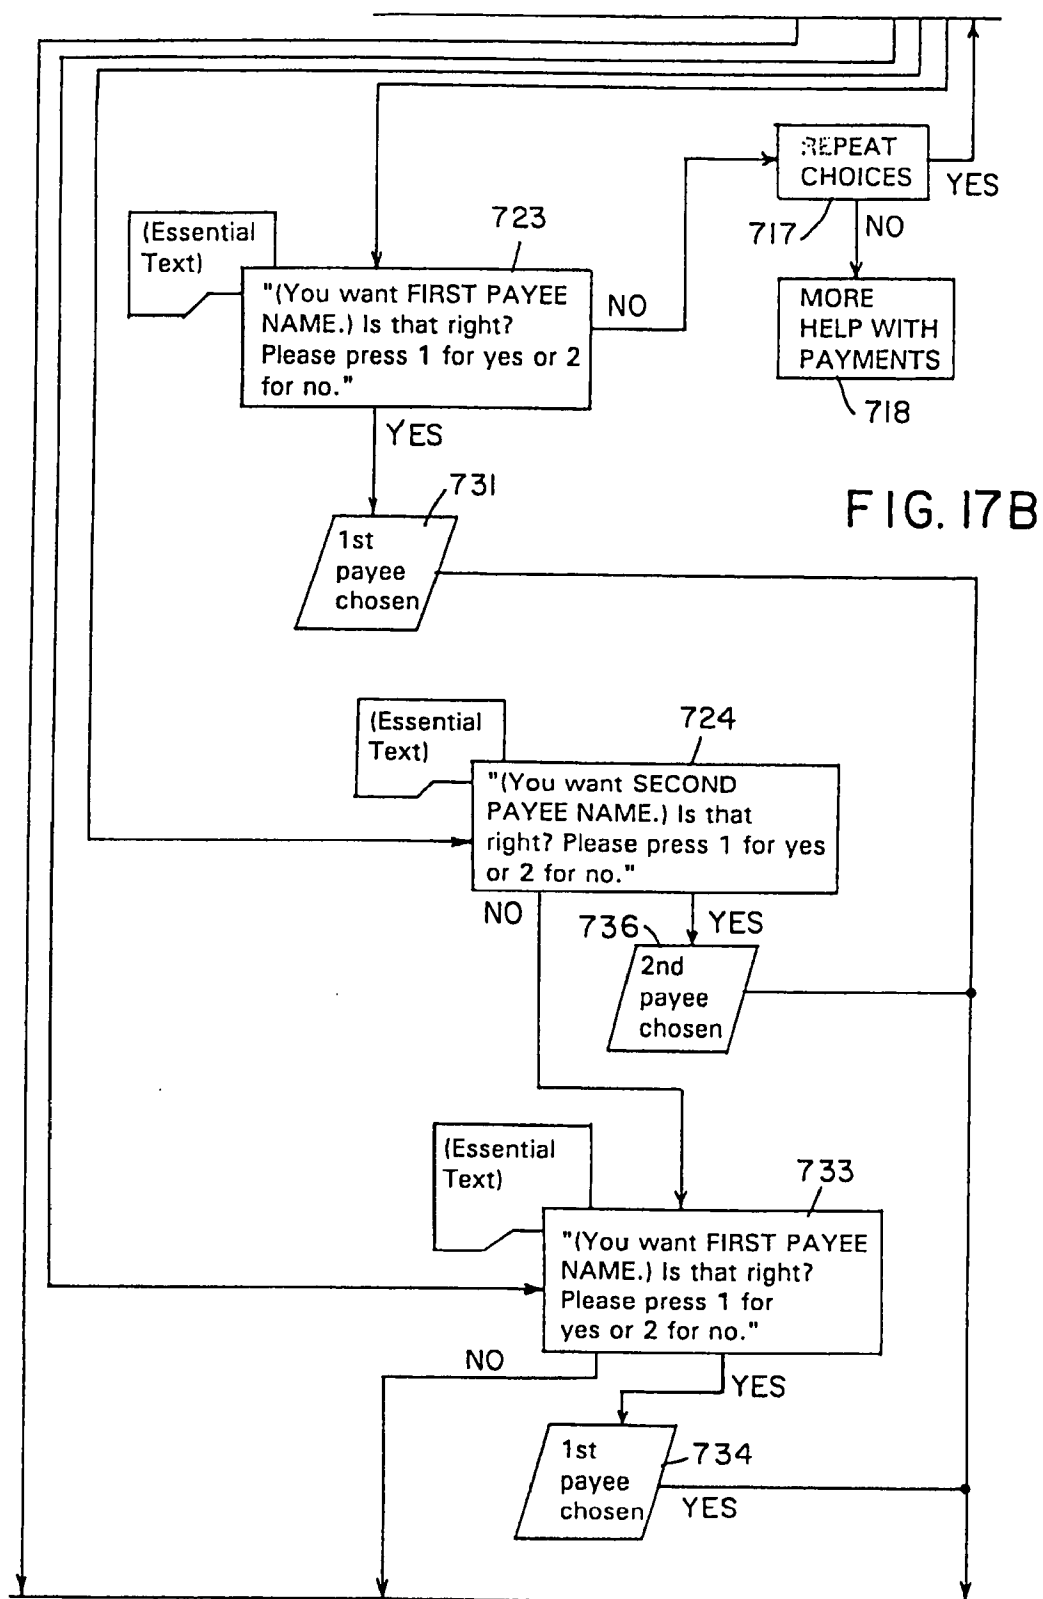 REPEAT
CHOICES
YES
717
NO
723
(Essential
Text)
"(You want FIRST PAYEE
NAME.) Is that right?
Please press 1 for yes or 2
for no."
NO
MORE
HELP WITH
PAYMENTS
718
YES
731
FIG. 17B
1st
payee
chosen
(Essential
Text)
724
"(You want SECOND
PAYEE NAME.) Is that
right? Please press 1 for yes
or 2 for no."
NO
YES
736
2nd
payee
chosen
(Essential
Text)
733
"(You want FIRST PAYEE
NAME.) Is that right?
Please press 1 for
yes or 2 for no."
NO
YES
1st
payee
chosen
734
YES